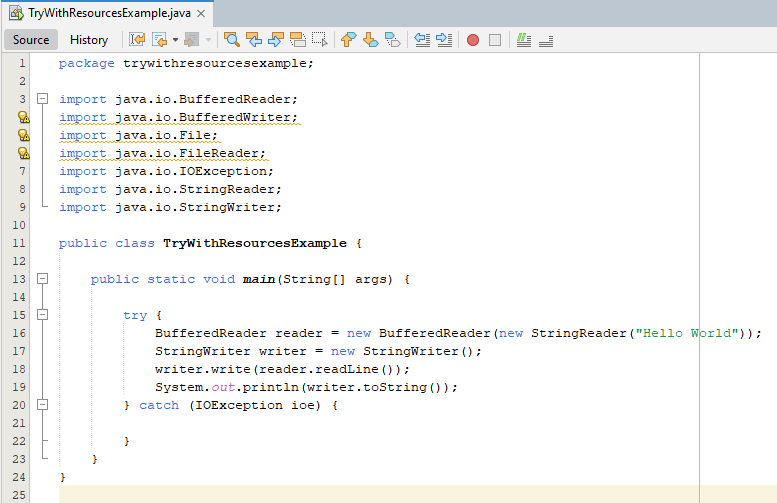 TryWithResourcesExample.java
Source History
1 package trywithresourcesexample;
2
3 import java.io.BufferedReader;
import java.io.BufferedWriter;
import java.io.File;
import java.io.FileReader;
7 import java.io.IOException;
8 import java.io.StringReader;
9 import java.io.StringWriter;
10
11 public class TryWithResourcesExample {
12
13     public static void main(String[] args) {
14
15         try {
16             BufferedReader reader = new BufferedReader(new StringReader("Hello World"));
17             StringWriter writer = new StringWriter();
18             writer.write(reader.readLine());
19             System.out.println(writer.toString());
20         } catch (IOException ioe) {
21
22         }
23     }
24 }
25